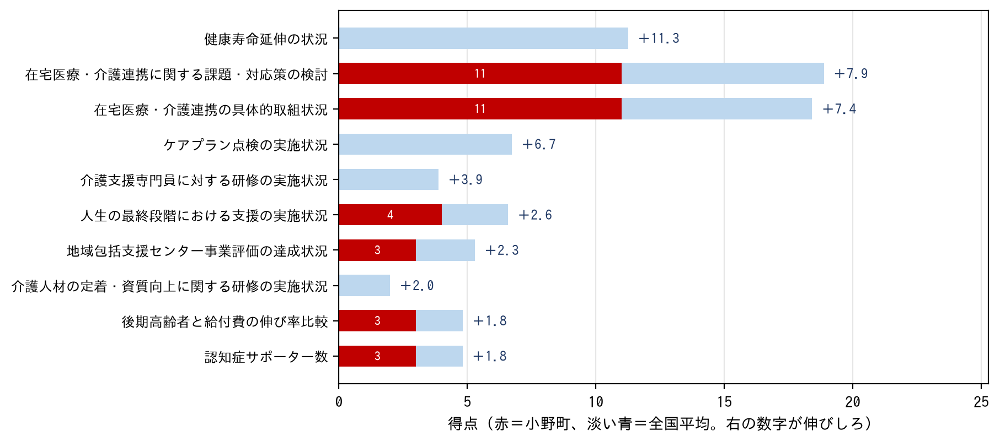 健康寿命延伸の状況 +11.3
在宅医療・介護連携に関する課題・対応策の検討 11 +7.9
在宅医療・介護連携の具体的取組状況 11 +7.4
ケアプラン点検の実施状況 +6.7
介護支援専門員に対する研修の実施状況 +3.9
人生の最終段階における支援の実施状況 4 +2.6
地域包括支援センター事業評価の達成状況 3 +2.3
介護人材の定着・資質向上に関する研修の実施状況 +2.0
後期高齢者と給付費の伸び率比較 3 +1.8
認知症サポーター数 3 +1.8
0 5 10 15 20 25
得点（赤＝小野町、淡い青＝全国平均。右の数字が伸びしろ）